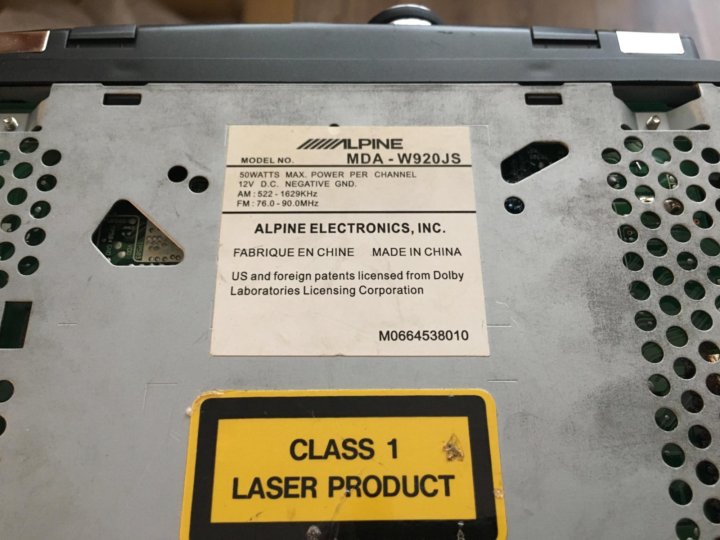 ALPINE
MODEL NO. MDA - W920JS
50WATTS MAX. POWER PER CHANNEL
12V D.C. NEGATIVE GND.
AM : 522 - 1629KHz
FM : 76.0 - 90.0MHz
ALPINE ELECTRONICS, INC.
FABRIQUE EN CHINE MADE IN CHINA
US and foreign patents licensed from Dolby
Laboratories Licensing Corporation
M0664538010
CLASS 1
LASER PRODUCT